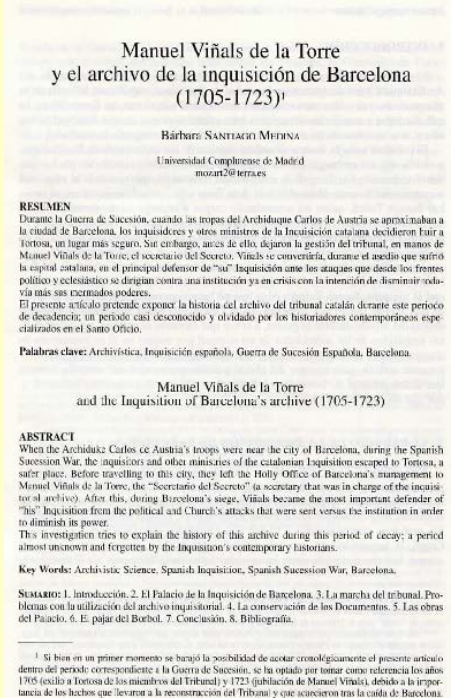 Manuel Viñals de la Torre
y el archivo de la inquisición de Barcelona
(1705-1723)¹
Bárbara SANTIAGO MEDINA
Universidad Complutense de Madrid
mozart2@terra.es
RESUMEN
Durante la Guerra de Sucesión, cuando las tropas del Archiduque Carlos de Austria se aproximaban a
la ciudad de Barcelona, los inquisidores y otros ministros de la Inquisición catalana decidieron huir a
Tortosa, un lugar más seguro. Sin embargo, antes de ello, dejaron la gestión del tribunal, en manos de
Manuel Viñals de la Torre, el secretario del Secreto. Viñals se convertiría, durante el asedio que sufrió
la capital catalana, en el principal defensor de "su" Inquisición ante los ataques que desde los frentes
político y eclesiástico se dirigían contra una institución ya en crisis con la intención de disminuir toda-
vía más sus mermados poderes.
El presente artículo pretende exponer la historia del archivo del tribunal catalán durante este periodo
de decadencia; un periodo casi desconocido y olvidado por los historiadores contemporáneos espe-
cializados en el Santo Oficio.
Palabras clave: Archivística, Inquisición española, Guerra de Sucesión Española, Barcelona.
Manuel Viñals de la Torre
and the Inquisition of Barcelona's archive (1705-1723)
ABSTRACT
When the Archiduke Carlos de Austria's troops were near the city of Barcelona, during the Spanish
Sucession War, the inquisitors and other ministries of the catalonian Inquisition escaped to Tortosa, a
safer place. Before travelling to this city, they left the Holly Office of Barcelona's management to
Manuel Viñals de la Torre, the "Secretario del Secreto" (a secretary that was in charge of the inquisi-
torial archive). After this, during Barcelona's siege, Viñals became the most important defender of
"his" Inquisition from the political and Church's attacks that were sent versus the institution in order
to diminish its power.
This investigation tries to explain the history of this archive during this period of decay; a period
almost unknown and forgetten by the Inquisition's contemporary historians.
Key Words: Archivistic Science, Spanish Inquisition, Spanish Sucession War, Barcelona.
SUMARIO: 1. Introducción. 2. El Palacio de la Inquisición de Barcelona. 3. La marcha del tribunal. Pro-
blemas con la utilización del archivo inquisitorial. 4. La conservación de los Documentos. 5. Las obras
del Palacio. 6. El pajar del Borbol. 7. Conclusión. 8. Bibliografía.
¹ Si bien en un primer momento se barajó la posibilidad de acotar cronológicamente el presente artículo
dentro del periodo correspondiente a la Guerra de Sucesión, se ha optado por tomar como referencia los años
1705 (exilio a Tortosa de los miembros del Tribunal) y 1723 (jubilación de Manuel Viñals), debido a la impor-
tancia de los hechos que llevaron a la reconstrucción del Tribunal y que acaecieron tras la caída de Barcelona.